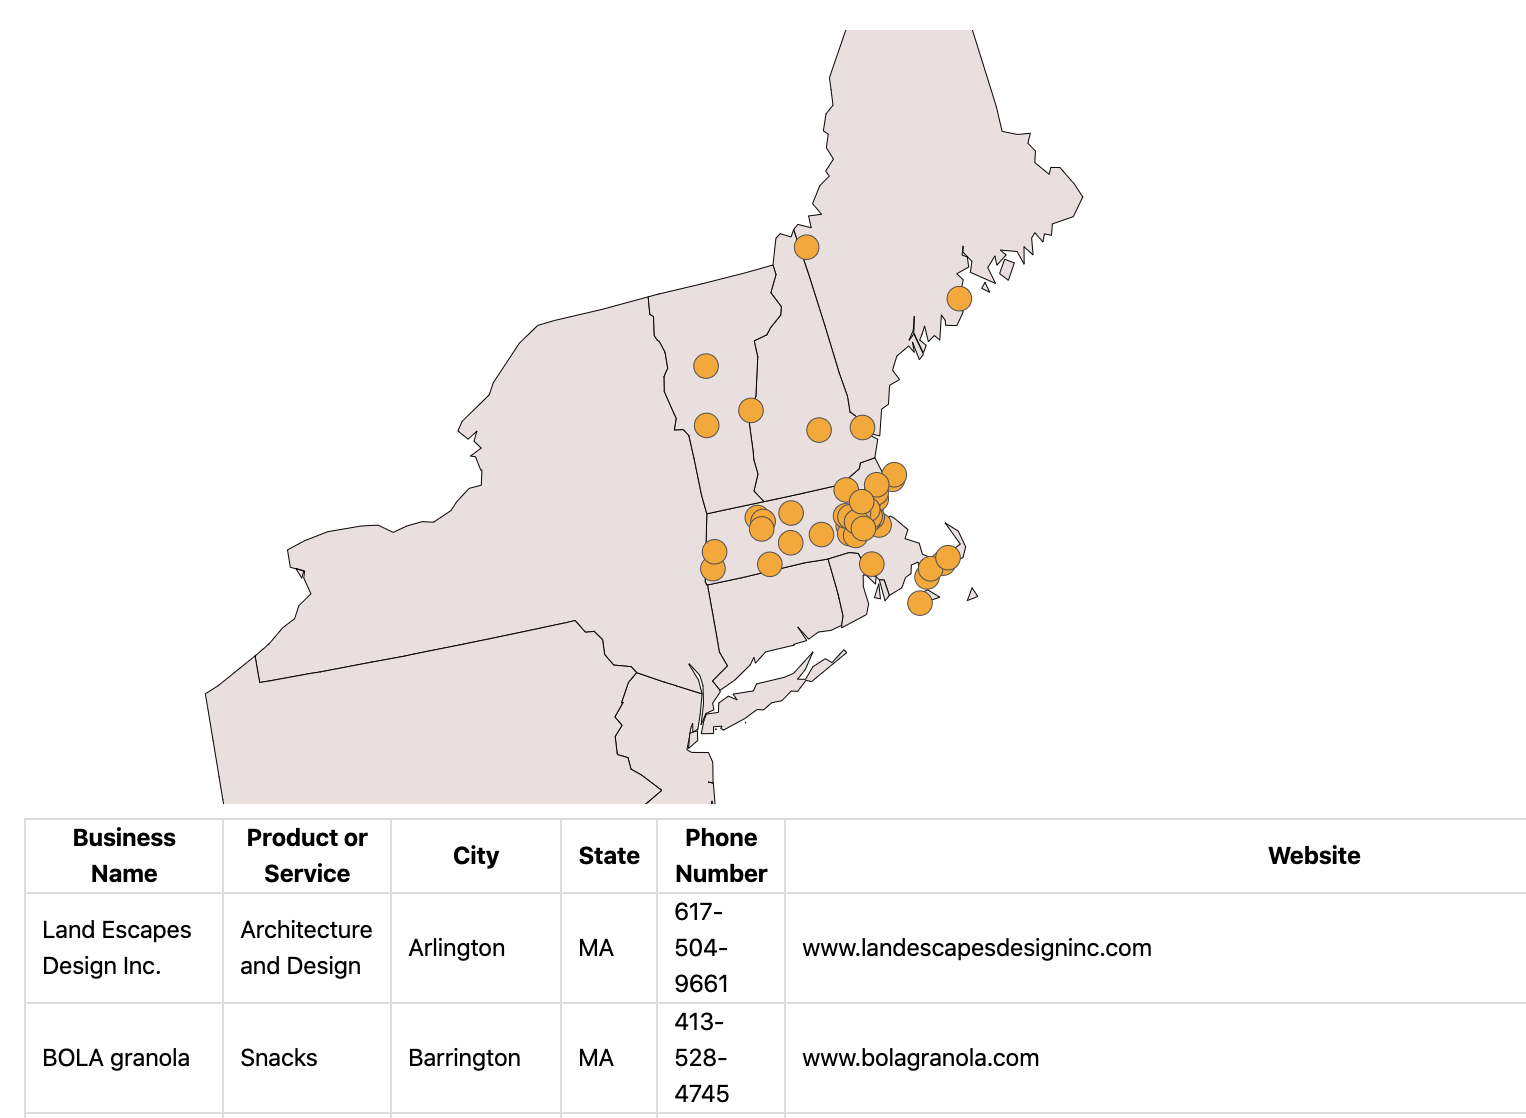 Business Name
Product or Service
City
State
Phone Number
Website
Land Escapes Design Inc.
Architecture and Design
Arlington
MA
617-504-9661
www.landescapesdesigninc.com
BOLA granola
Snacks
Barrington
MA
413-528-4745
www.bolagranola.com